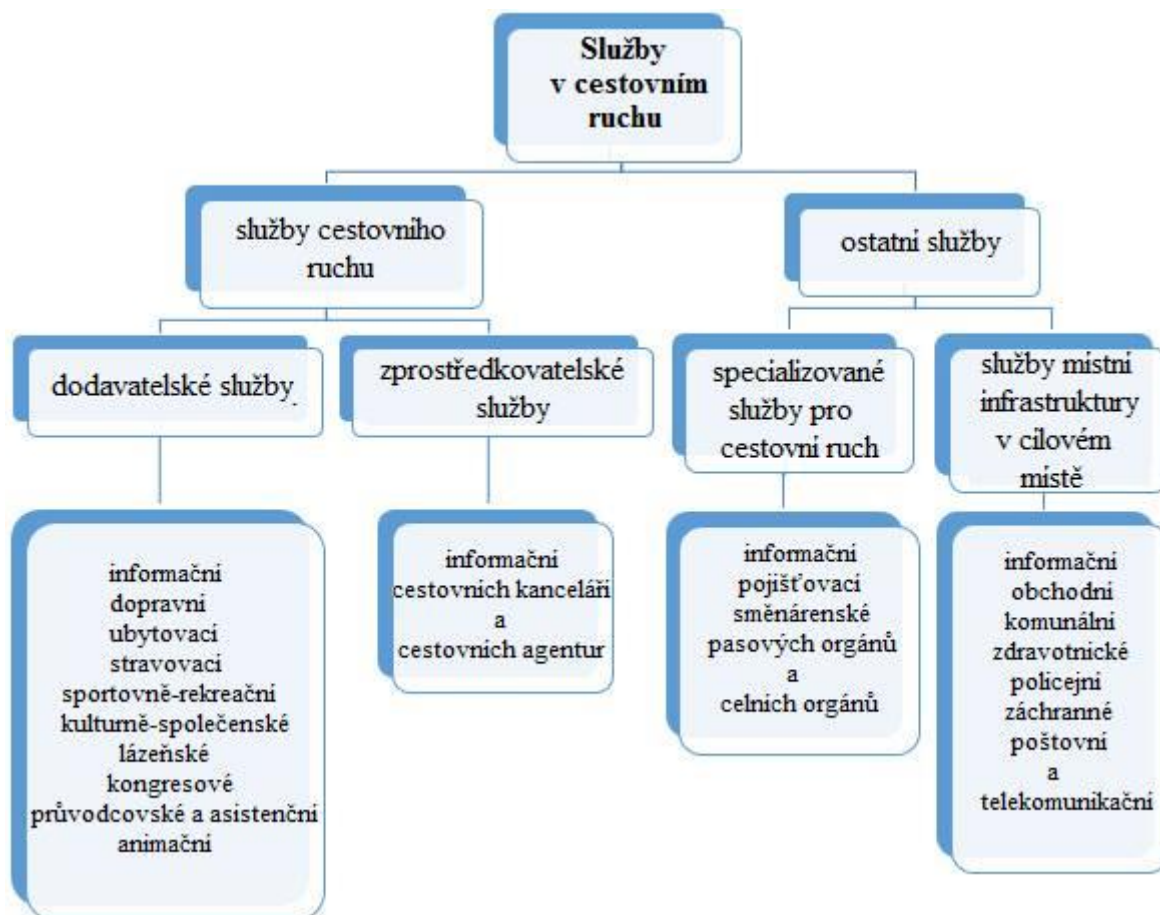 Služby
v cestovním
ruchu
služby cestovního
ruchu
ostatní služby
dodavatelské služby
zprostředkovatelské
služby
specializované
služby pro
cestovní ruch
služby místní
infrastruktury
v cílovém
místě
informační
dopravní
ubytovací
stravovací
sportovně-rekreační
kulturně-společenské
lázeňské
kongresové
průvodcovské a asistenční
animační
informační
cestovních kanceláří
a
cestovních agentur
informační
pojišťovací
směnárenské
pasových orgánů
a
celních orgánů
informační
obchodní
komunální
zdravotnické
policejní
záchranné
poštovní
a
telekomunikační